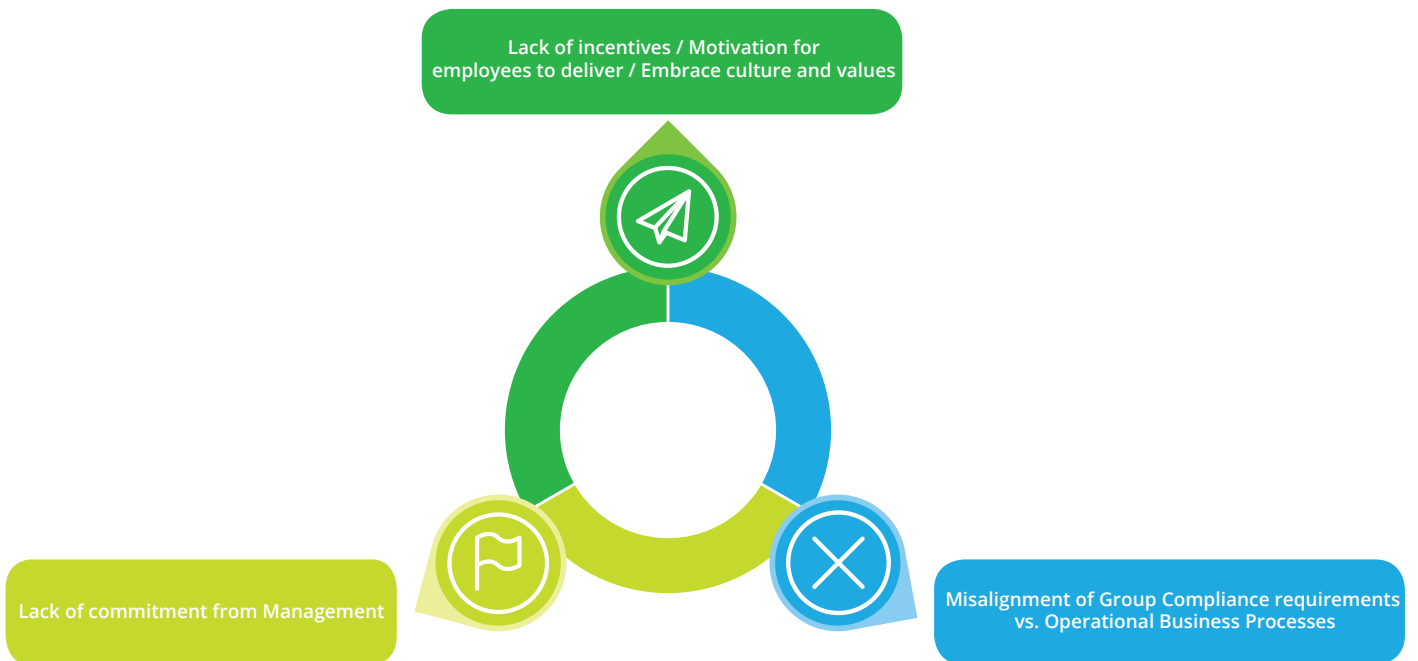 Lack of incentives / Motivation for
employees to deliver / Embrace culture and values
Lack of commitment from Management
Misalignment of Group Compliance requirements
vs. Operational Business Processes